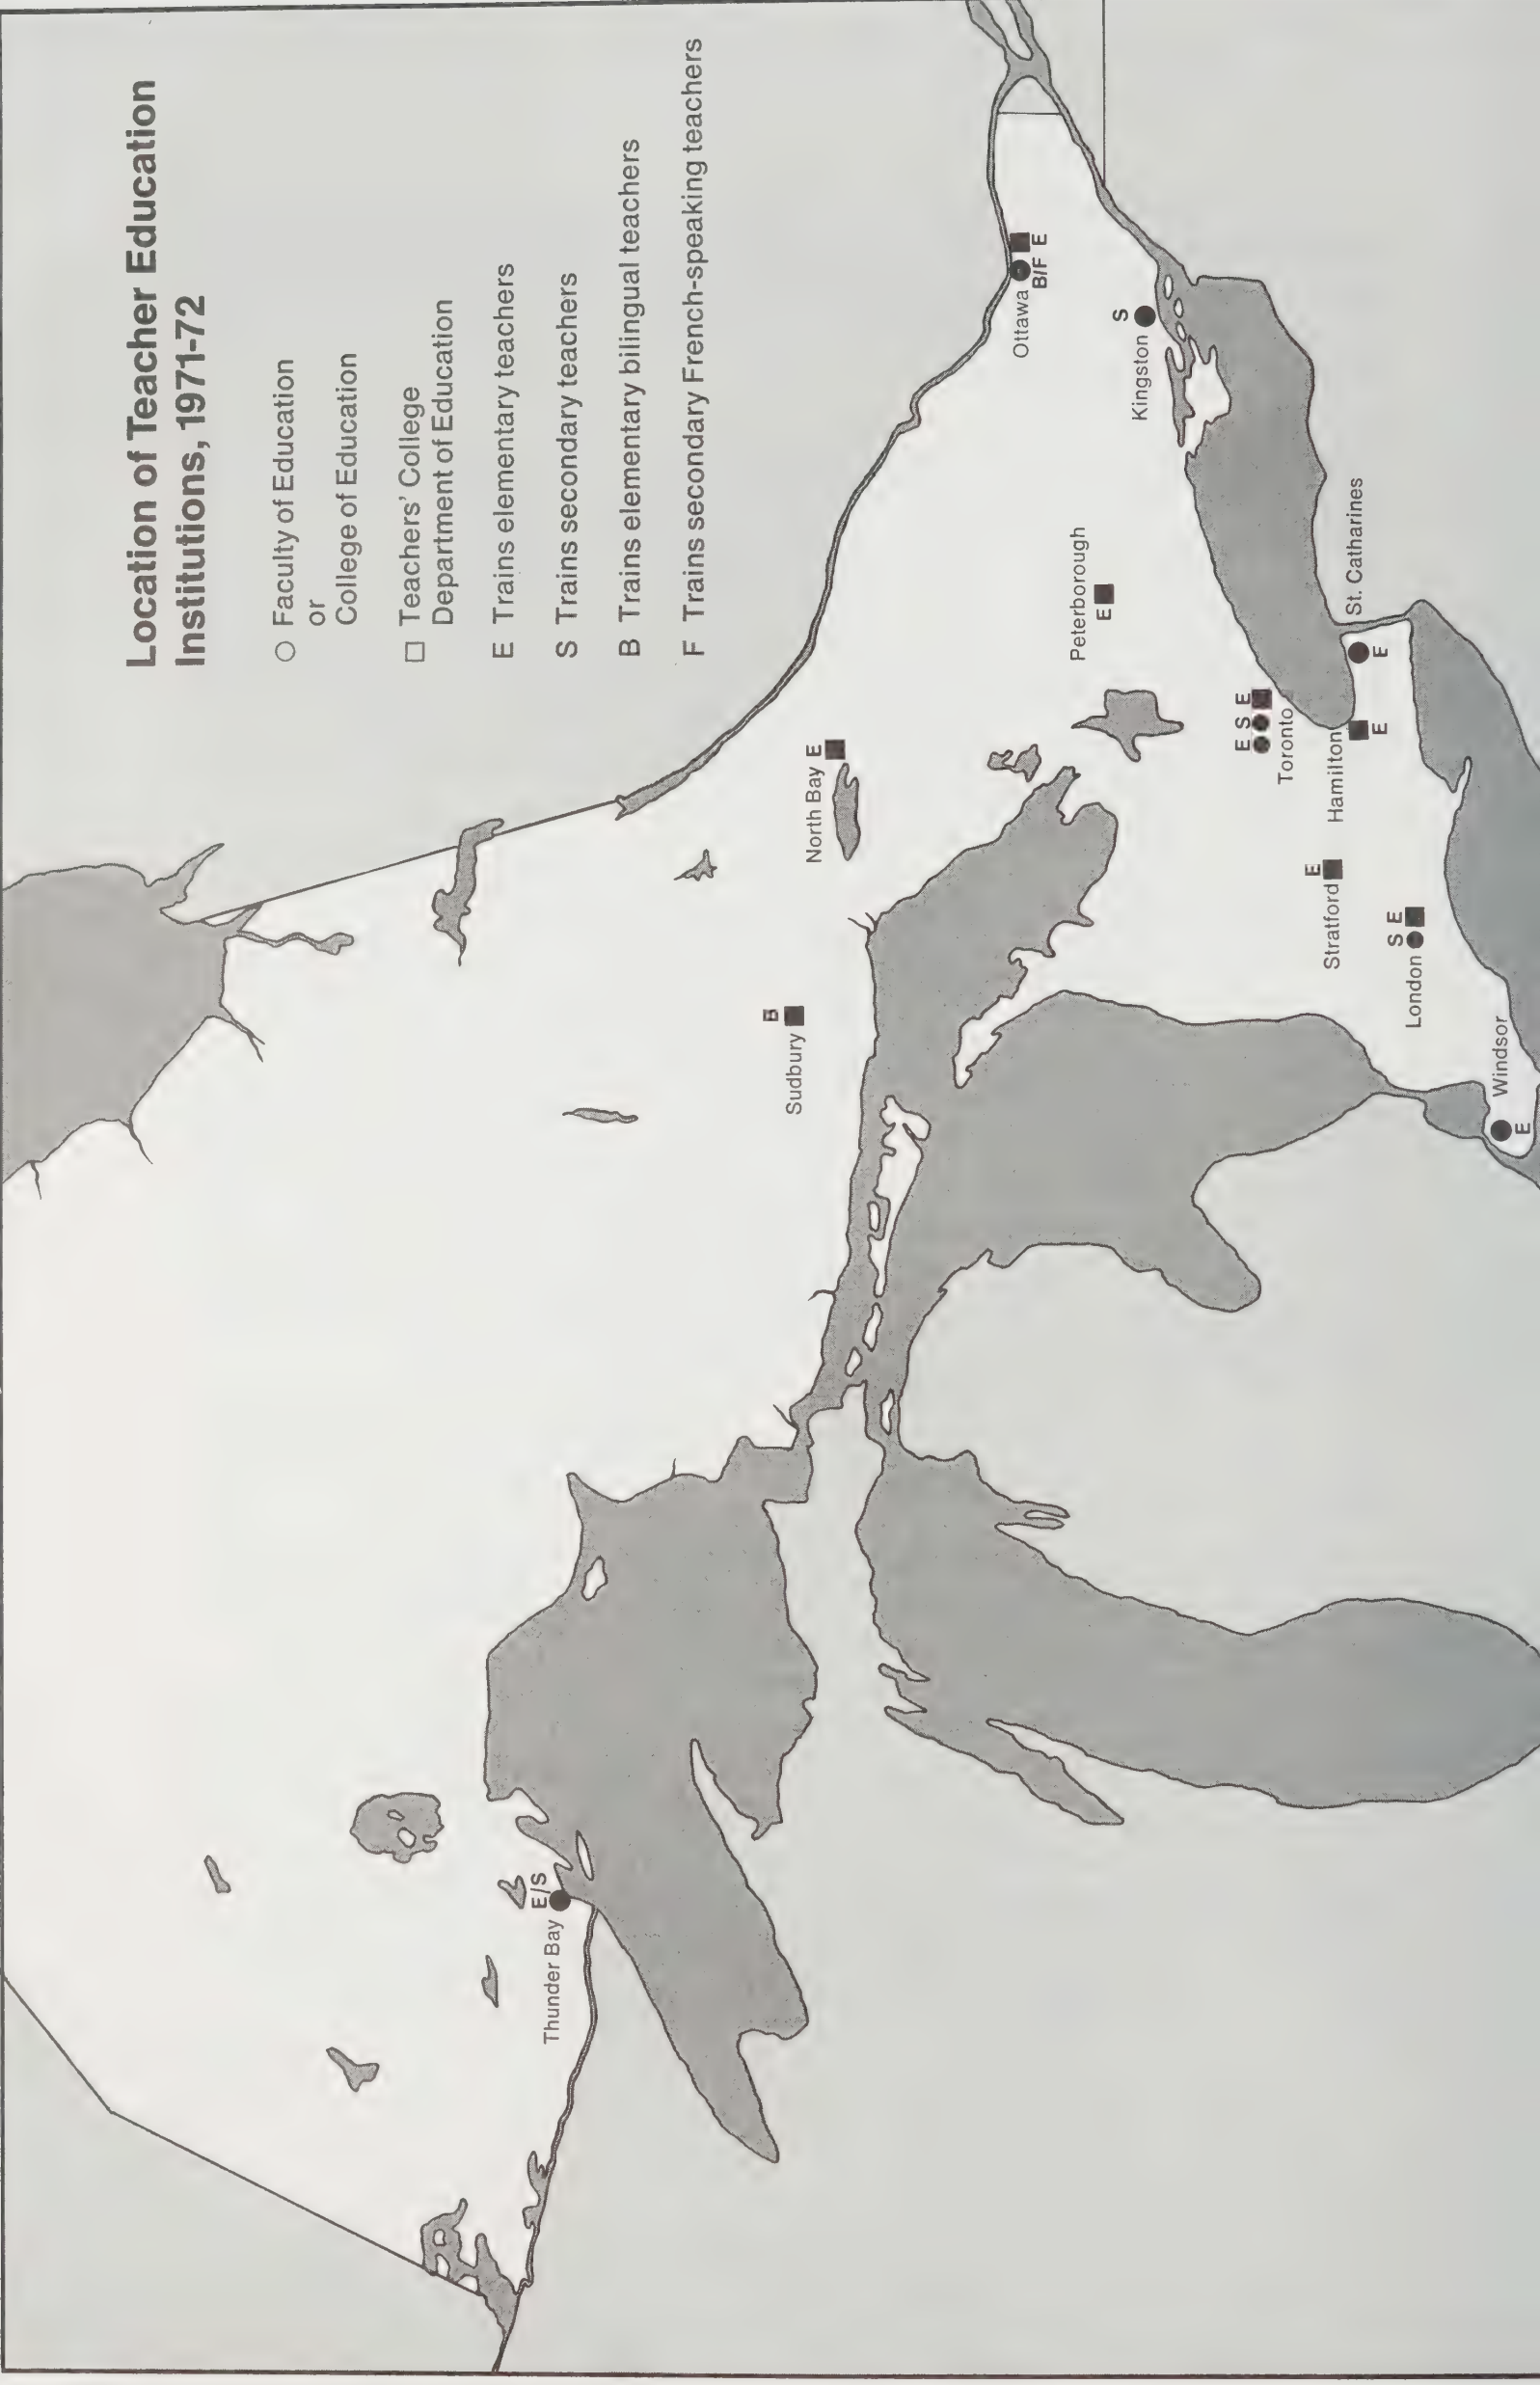 Location of Teacher Education
Institutions, 1971-72
Faculty of Education
or
College of Education
Teachers' College
Department of Education
E Trains elementary teachers
S Trains secondary teachers
B Trains elementary bilingual teachers
F Trains secondary French-speaking teachers
Thunder Bay
E/S
Sudbury
B
North Bay E
Ottawa
B/F E
Kingston
S
Peterborough
E
E S E
Toronto
Hamilton
E
St. Catharines
E
Stratford
E
London
S E
Windsor
E